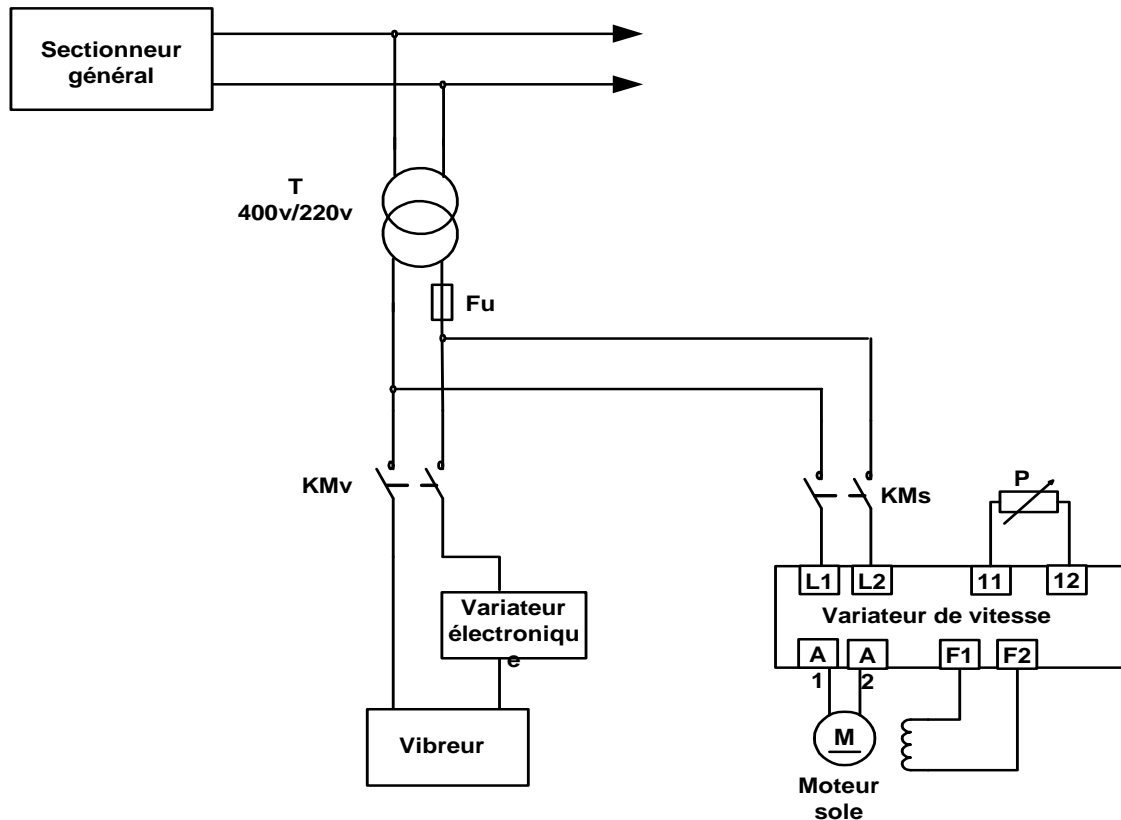 Sectionneur
général
T
400v/220v
Fu
KMv
KMs
P
L1
L2
11
12
Variateur de vitesse
Variateur
électroniqu
e
A
1
A
2
F1
F2
Vibreur
M
Moteur
sole